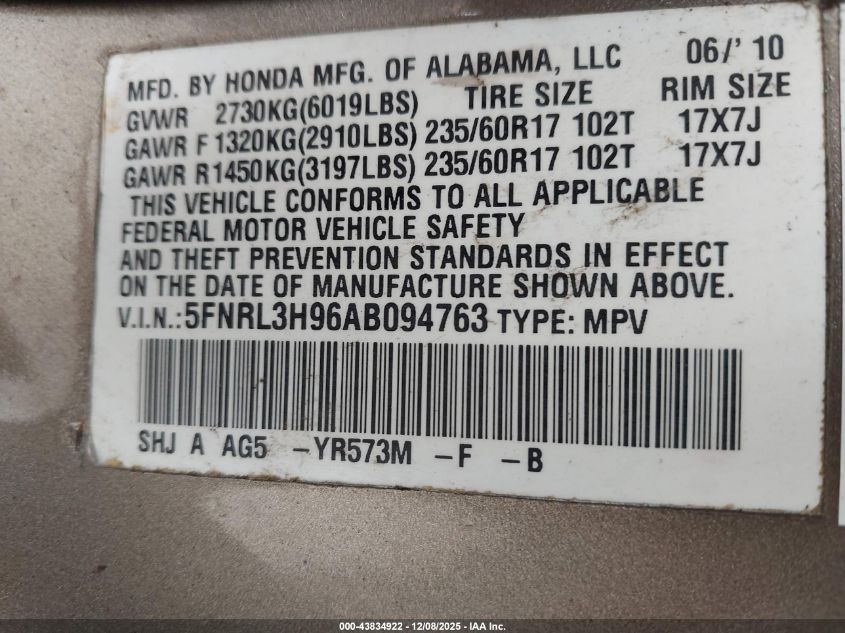 MFD. BY HONDA MFG. OF ALABAMA, LLC 06/' 10
GVWR 2730KG(6019LBS) TIRE SIZE RIM SIZE
GAWR F 1320KG(2910LBS) 235/60R17 102T 17X7J
GAWR R1450KG(3197LBS) 235/60R17 102T 17X7J
THIS VEHICLE CONFORMS TO ALL APPLICABLE
FEDERAL MOTOR VEHICLE SAFETY
AND THEFT PREVENTION STANDARDS IN EFFECT
ON THE DATE OF MANUFACTURE SHOWN ABOVE.
V.I.N.:5FNRL3H96AB094763 TYPE: MPV
SHJ A AG5 -YR573M -F -B
000-43834922 - 12/08/2025 - IAA Inc.